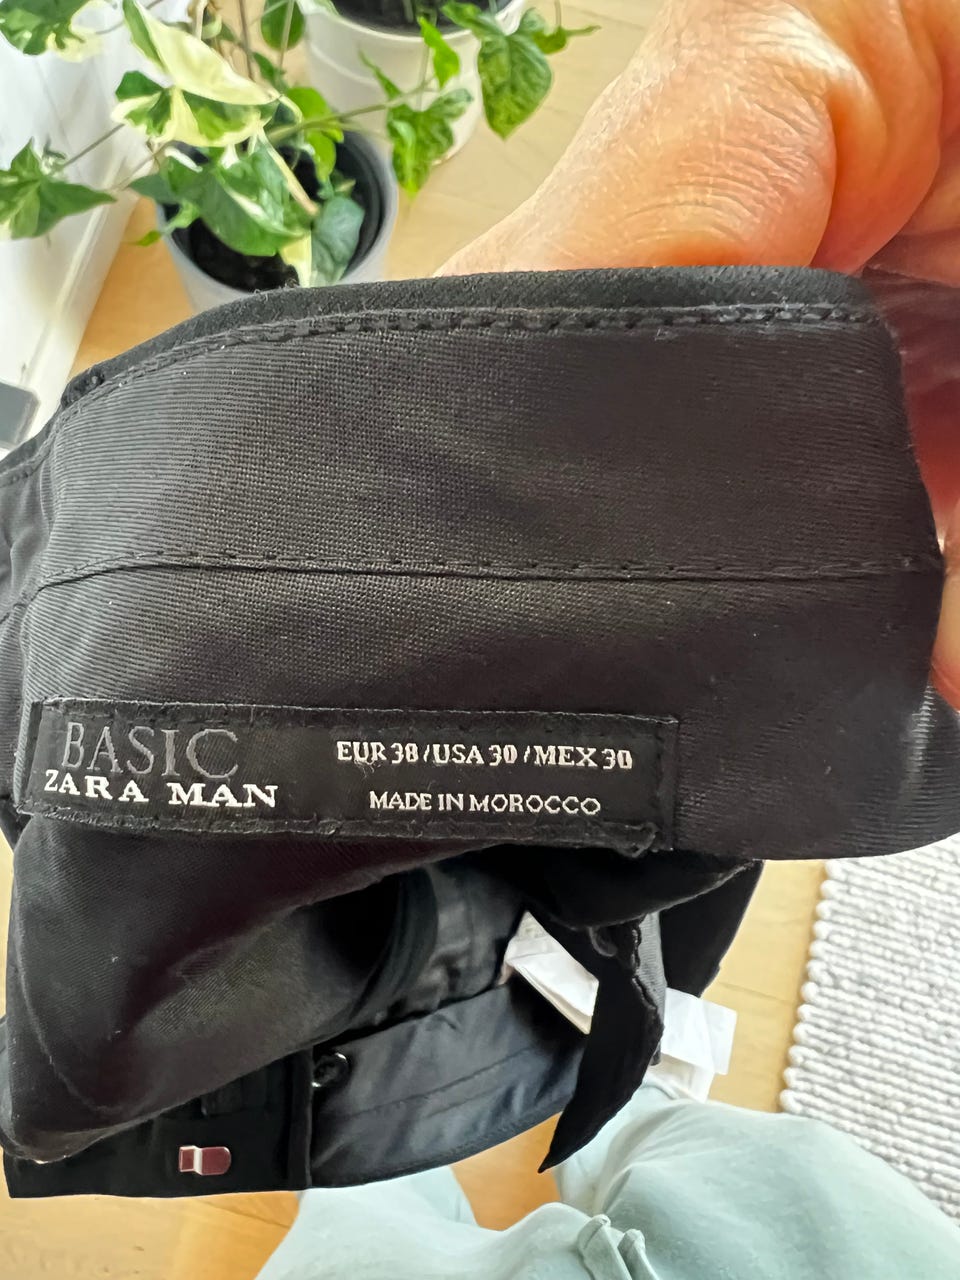 BASIC
ZARA MAN
EUR 38 / USA 30 / MEX 30
MADE IN MOROCCO